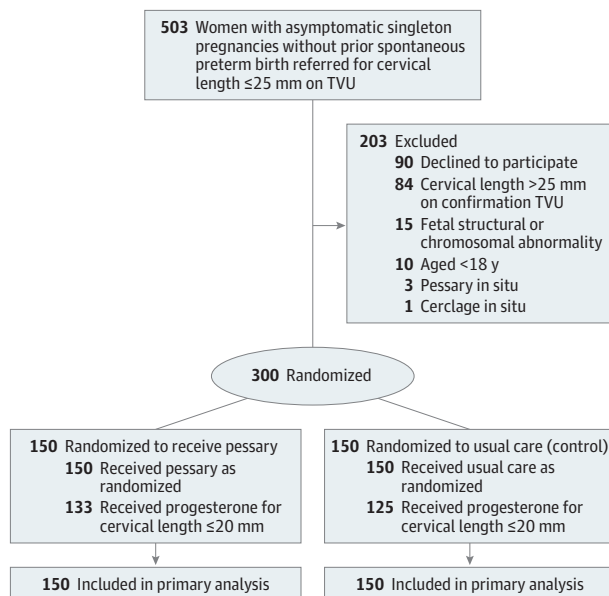 503 Women with asymptomatic singleton
pregnancies without prior spontaneous
preterm birth referred for cervical
length ≤25 mm on TVU
203 Excluded
90 Declined to participate
84 Cervical length >25 mm
on confirmation TVU
15 Fetal structural or
chromosomal abnormality
10 Aged <18 y
3 Pessary in situ
1 Cerclage in situ
300 Randomized
150 Randomized to receive pessary
150 Received pessary as
randomized
133 Received progesterone for
cervical length ≤20 mm
150 Randomized to usual care (control)
150 Received usual care as
randomized
125 Received progesterone for
cervical length ≤20 mm
150 Included in primary analysis
150 Included in primary analysis